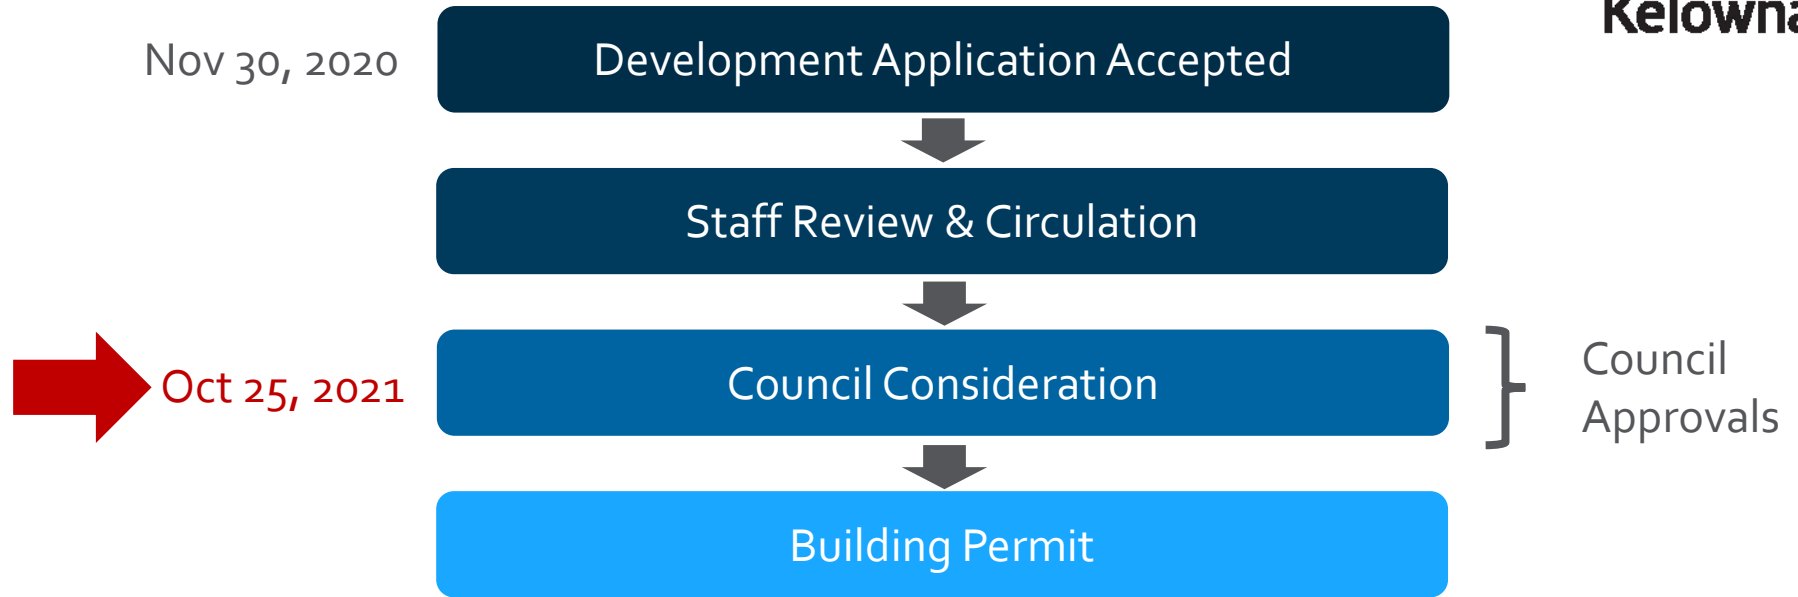 Kelowna
Nov 30, 2020
Development Application Accepted
Staff Review & Circulation
Oct 25, 2021
Council Consideration
Council
Approvals
Building Permit